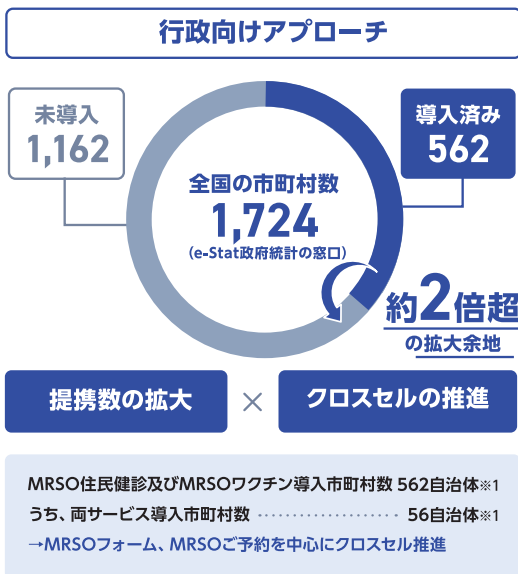 行政向けアプローチ
未導入
1,162
導入済み
562
全国の市町村数
1,724
(e-Stat政府統計の窓口)
約2倍超
の拡大余地
提携数の拡大
×
クロスセルの推進
MRSO住民健診及びMRSOワクチン導入市町村数 562自治体※1
うち、両サービス導入市町村数 ···················· 56自治体※1
→MRSOフォーム、MRSOご予約を中心にクロスセル推進